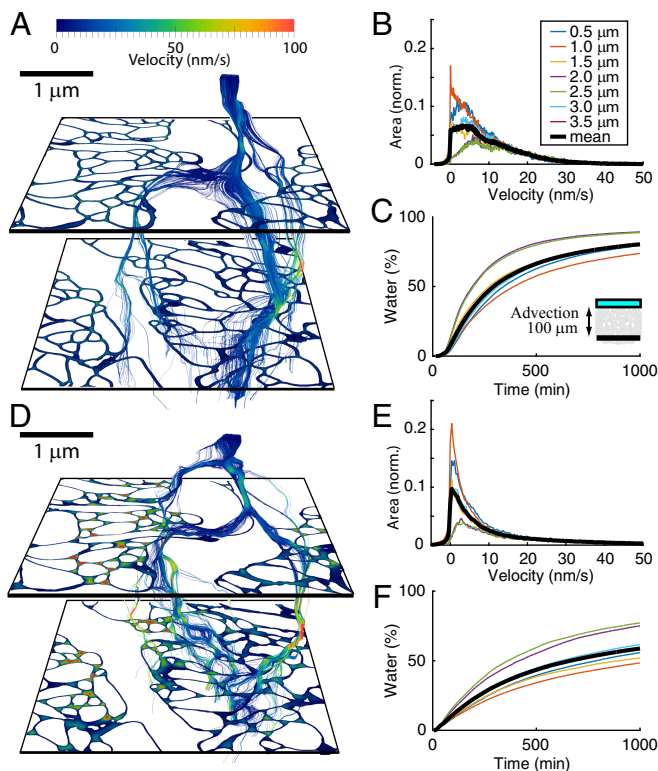 A
0 50 100
Velocity (nm/s)
1 μm
B
0.2
0.1
0
Area (norm.)
0 10 20 30 40 50
Velocity (nm/s)
0.5 μm
1.0 μm
1.5 μm
2.0 μm
2.5 μm
3.0 μm
3.5 μm
mean
C
100
50
0
Water (%)
0 500 1000
Time (min)
Advection
100 μm
D
1 μm
E
0.2
0.1
0
Area (norm.)
0 10 20 30 40 50
Velocity (nm/s)
F
100
50
0
Water (%)
0 500 1000
Time (min)